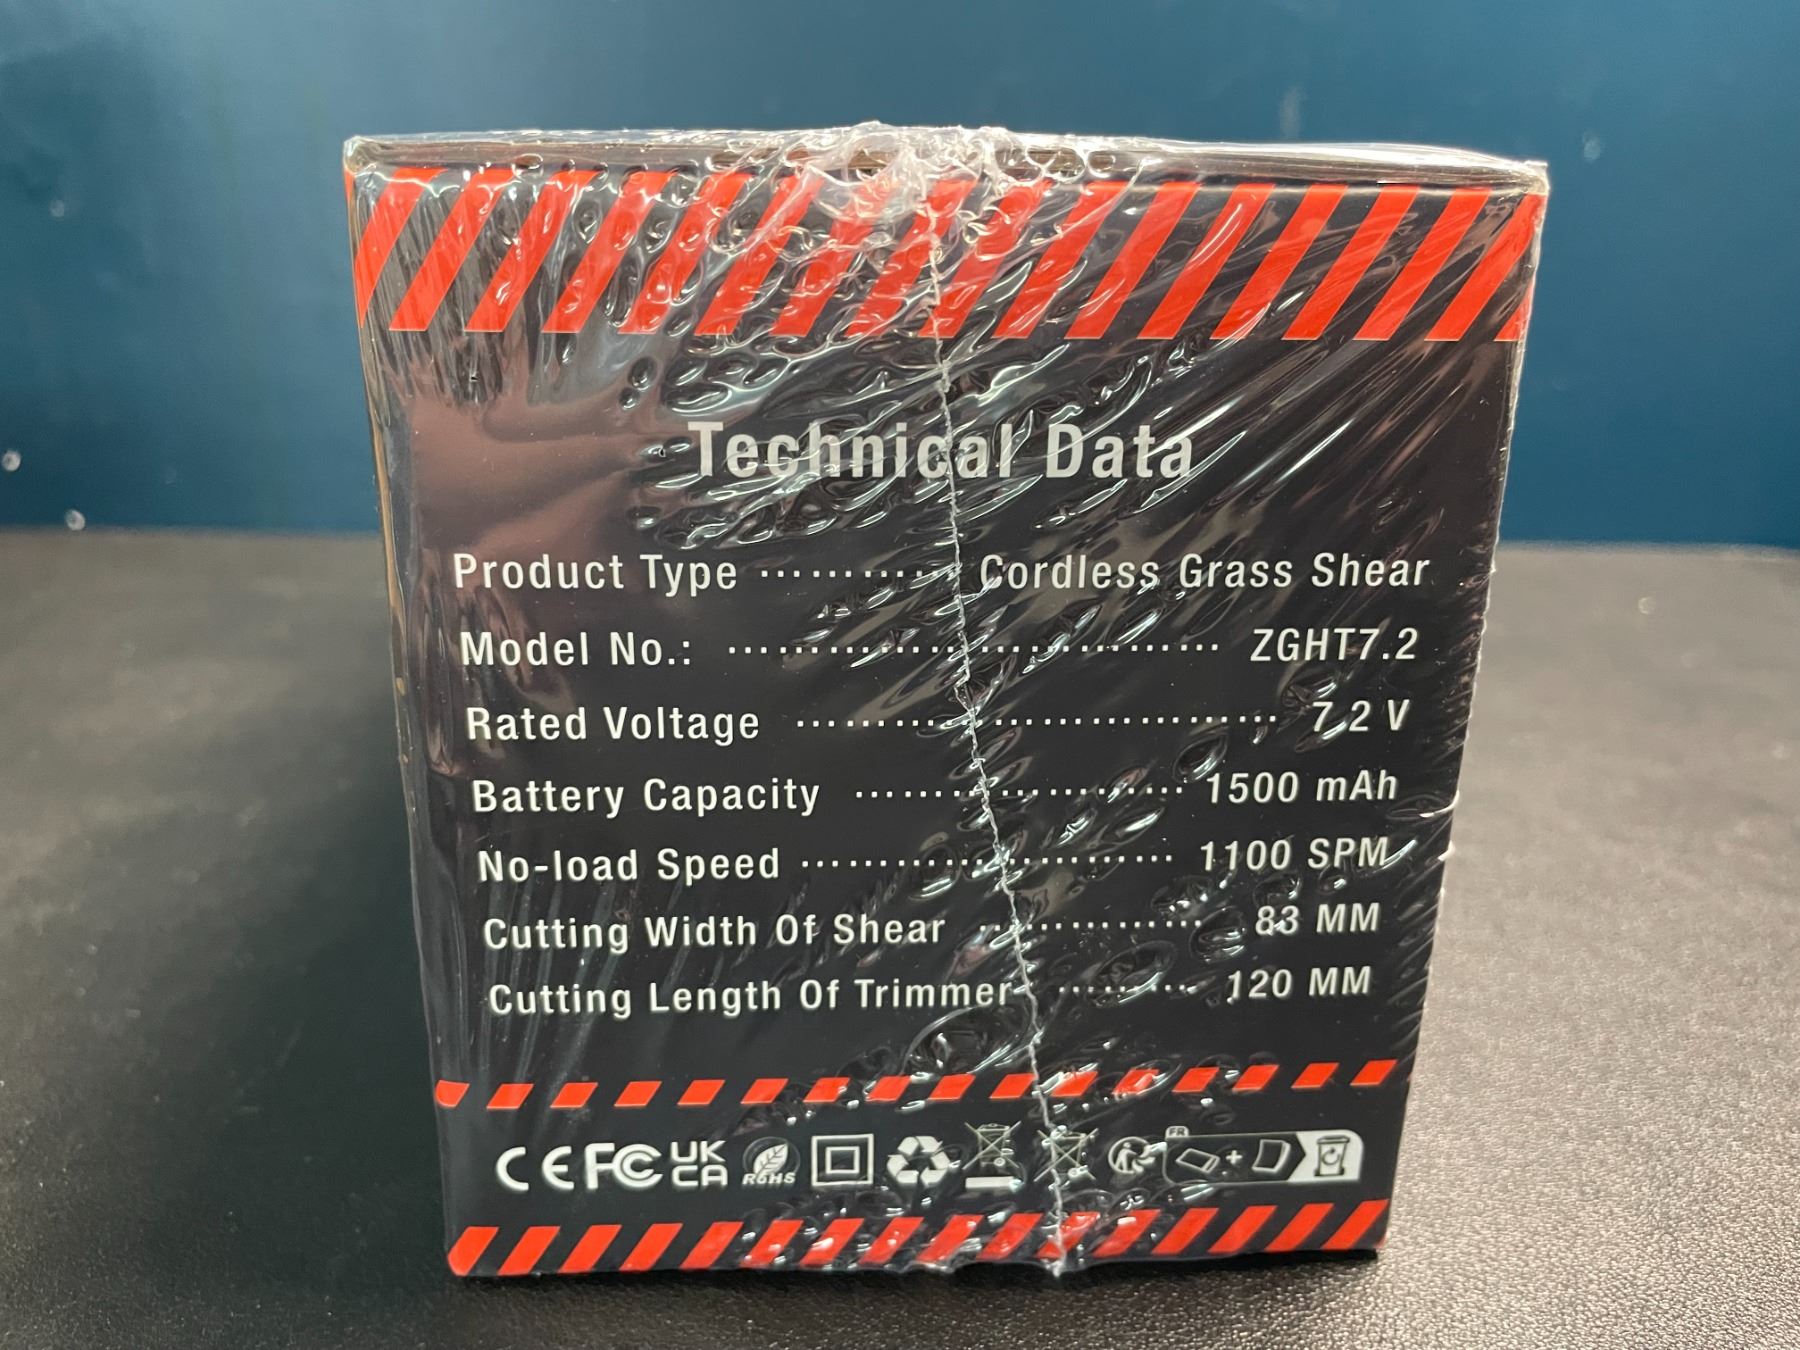 Technical Data
Product Type ············ Cordless Grass Shear
Model No.: ······························ ZGHT7.2
Rated Voltage ····························· 7.2 V
Battery Capacity ···················· 1500 mAh
No-load Speed ······················· 1100 SPM
Cutting Width Of Shear ·············· 83 MM
Cutting Length Of Trimmer ········· 120 MM
CE FC UK CA RoHS FR +